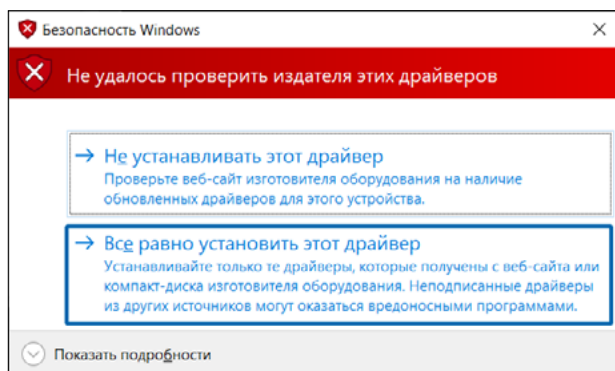 Безопасность Windows
Не удалось проверить издателя этих драйверов
Не устанавливать этот драйвер
Проверьте веб-сайт изготовителя оборудования на наличие
обновленных драйверов для этого устройства.
Все равно установить этот драйвер
Устанавливайте только те драйверы, которые получены с веб-сайта или
компакт-диска изготовителя оборудования. Неподписанные драйверы
из других источников могут оказаться вредоносными программами.
Показать подробности